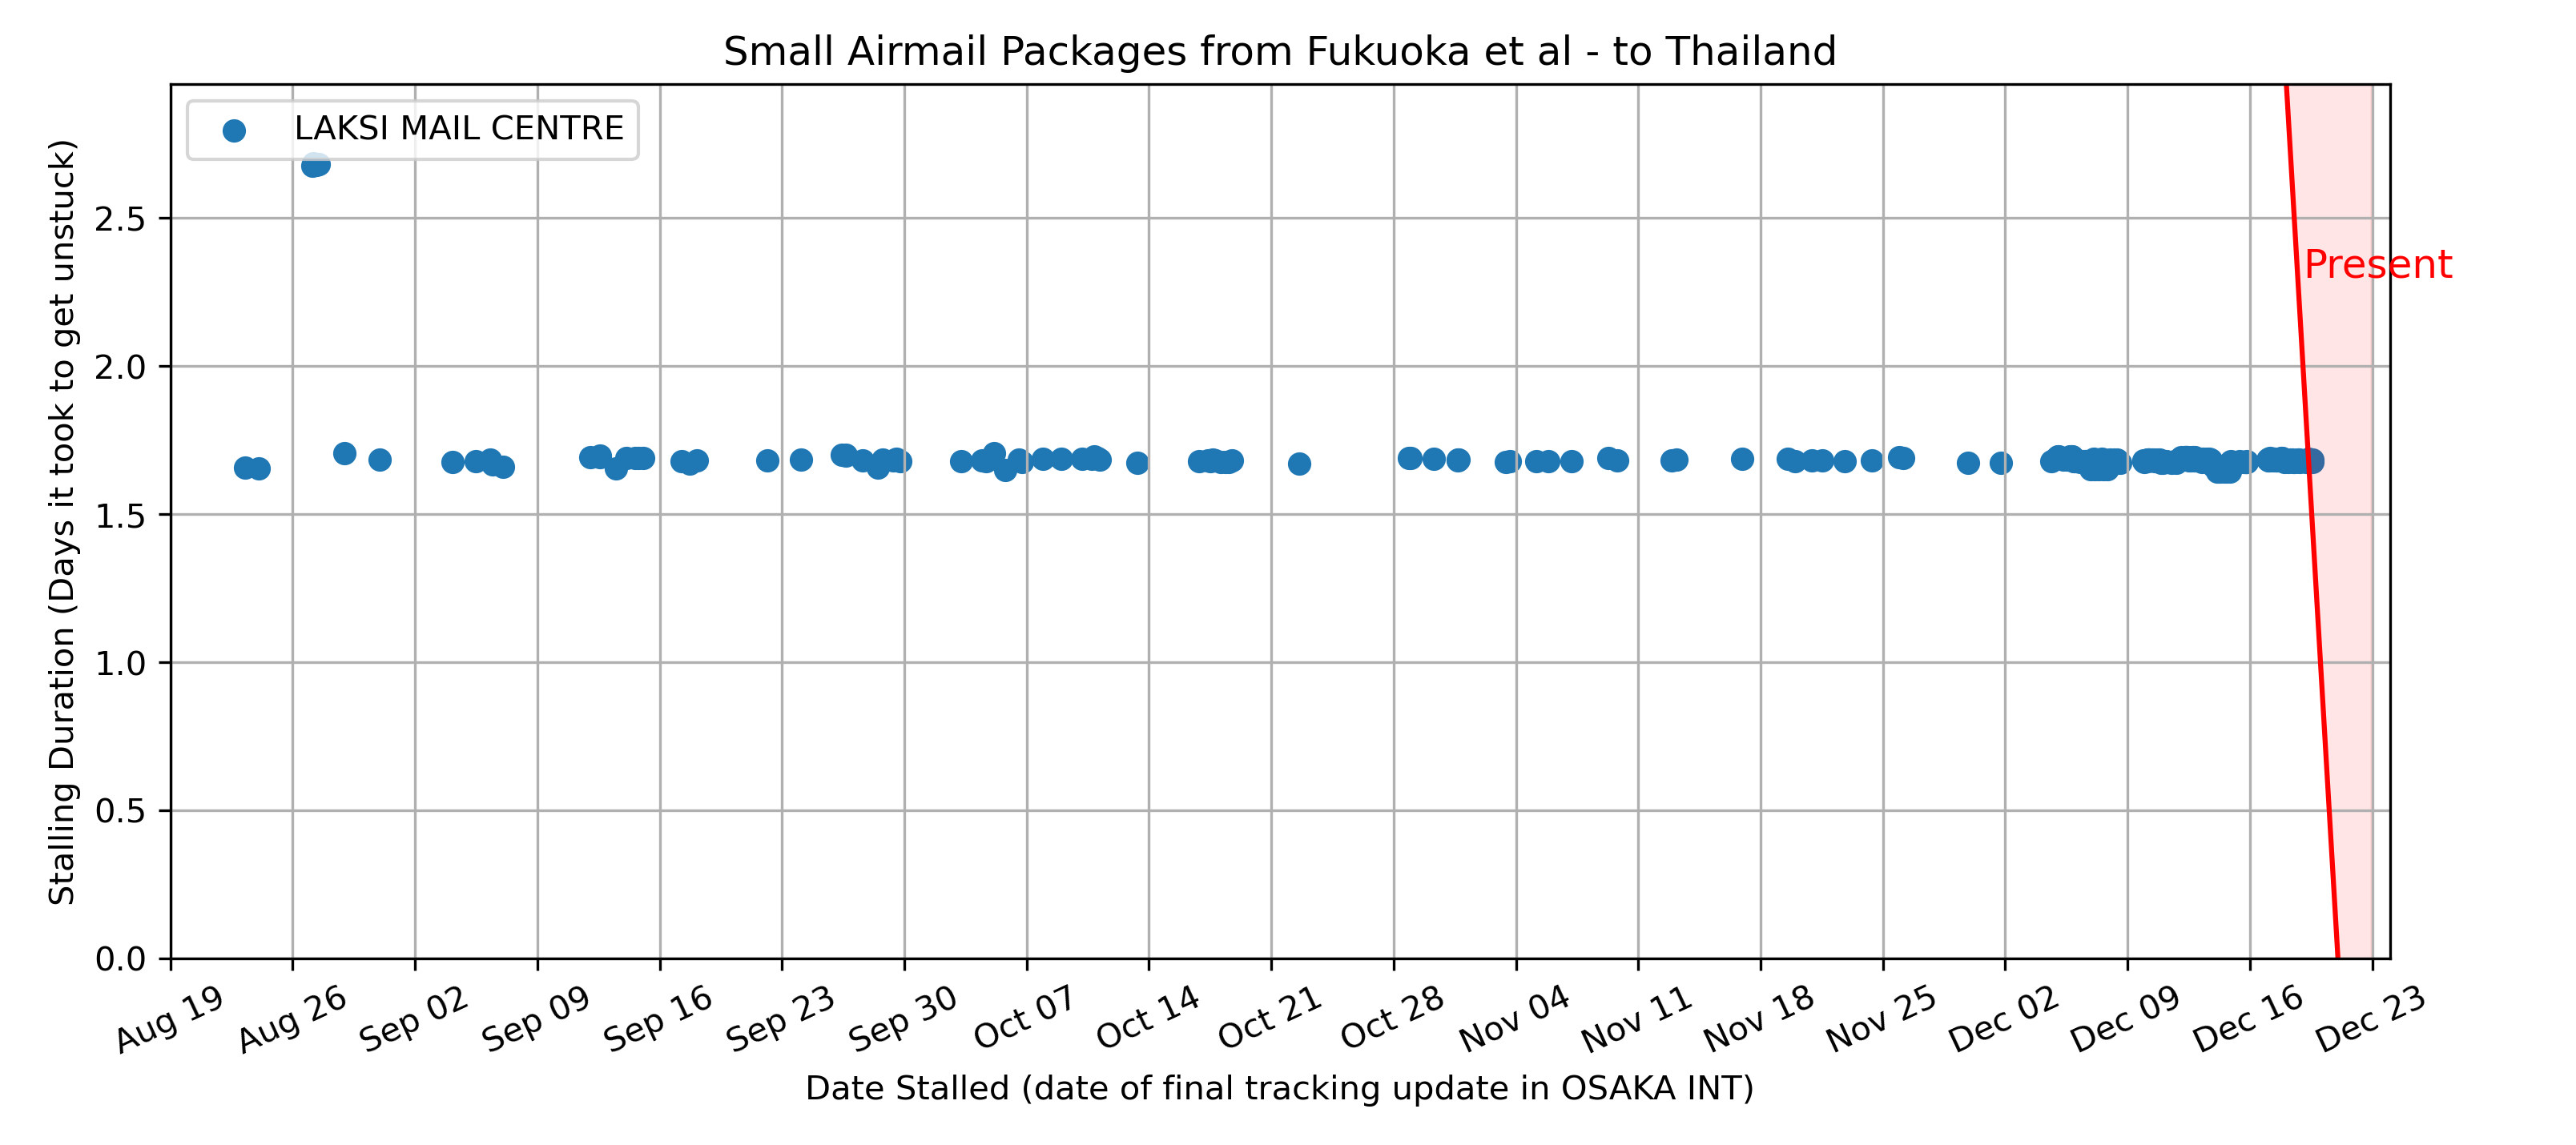 Small Airmail Packages from Fukuoka et al - to Thailand
LAKSI MAIL CENTRE
Present
Stalling Duration (Days it took to get unstuck)
2.5
2.0
1.5
1.0
0.5
0.0
Aug 19
Aug 26
Sep 02
Sep 09
Sep 16
Sep 23
Sep 30
Oct 07
Oct 14
Oct 21
Oct 28
Nov 04
Nov 11
Nov 18
Nov 25
Dec 02
Dec 09
Dec 16
Dec 23
Date Stalled (date of final tracking update in OSAKA INT)